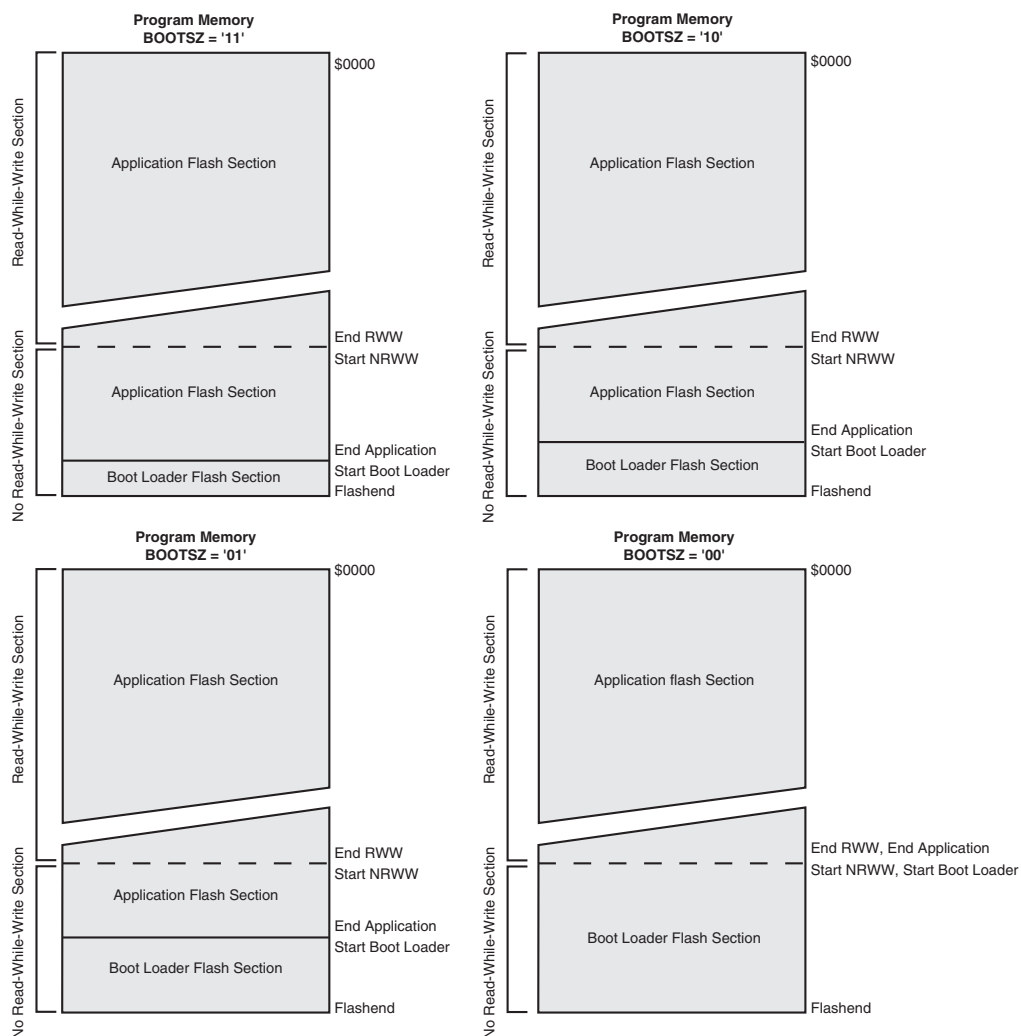 Program Memory
BOOTSZ = '11'
$0000
Read-While-Write Section
Application Flash Section
End RWW
Start NRWW
No Read-While-Write Section
Application Flash Section
End Application
Start Boot Loader
Boot Loader Flash Section
Flashend
Program Memory
BOOTSZ = '10'
$0000
Read-While-Write Section
Application Flash Section
End RWW
Start NRWW
No Read-While-Write Section
Application Flash Section
End Application
Start Boot Loader
Boot Loader Flash Section
Flashend
Program Memory
BOOTSZ = '01'
$0000
Read-While-Write Section
Application Flash Section
End RWW
Start NRWW
No Read-While-Write Section
Application Flash Section
End Application
Start Boot Loader
Boot Loader Flash Section
Flashend
Program Memory
BOOTSZ = '00'
$0000
Read-While-Write Section
Application flash Section
End RWW, End Application
Start NRWW, Start Boot Loader
No Read-While-Write Section
Boot Loader Flash Section
Flashend